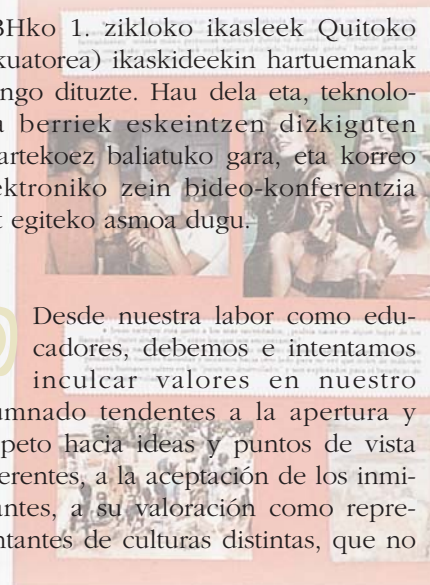 BHko 1. zikloko ikasleek Quitoko
kuatorea) ikaskideekin hartuemanak
ngo dituzte. Hau dela eta, teknolo-
a berriek eskeintzen dizkiguten
artekoez baliatuko gara, eta korreo
ektroniko zein bideo-konferentzia
t egiteko asmoa dugu.
Desde nuestra labor como edu-
cadores, debemos e intentamos
inculcar valores en nuestro
umnado tendentes a la apertura y
peto hacia ideas y puntos de vista
erentes, a la aceptación de los inmi-
antes, a su valoración como repre-
ntantes de culturas distintas, que no